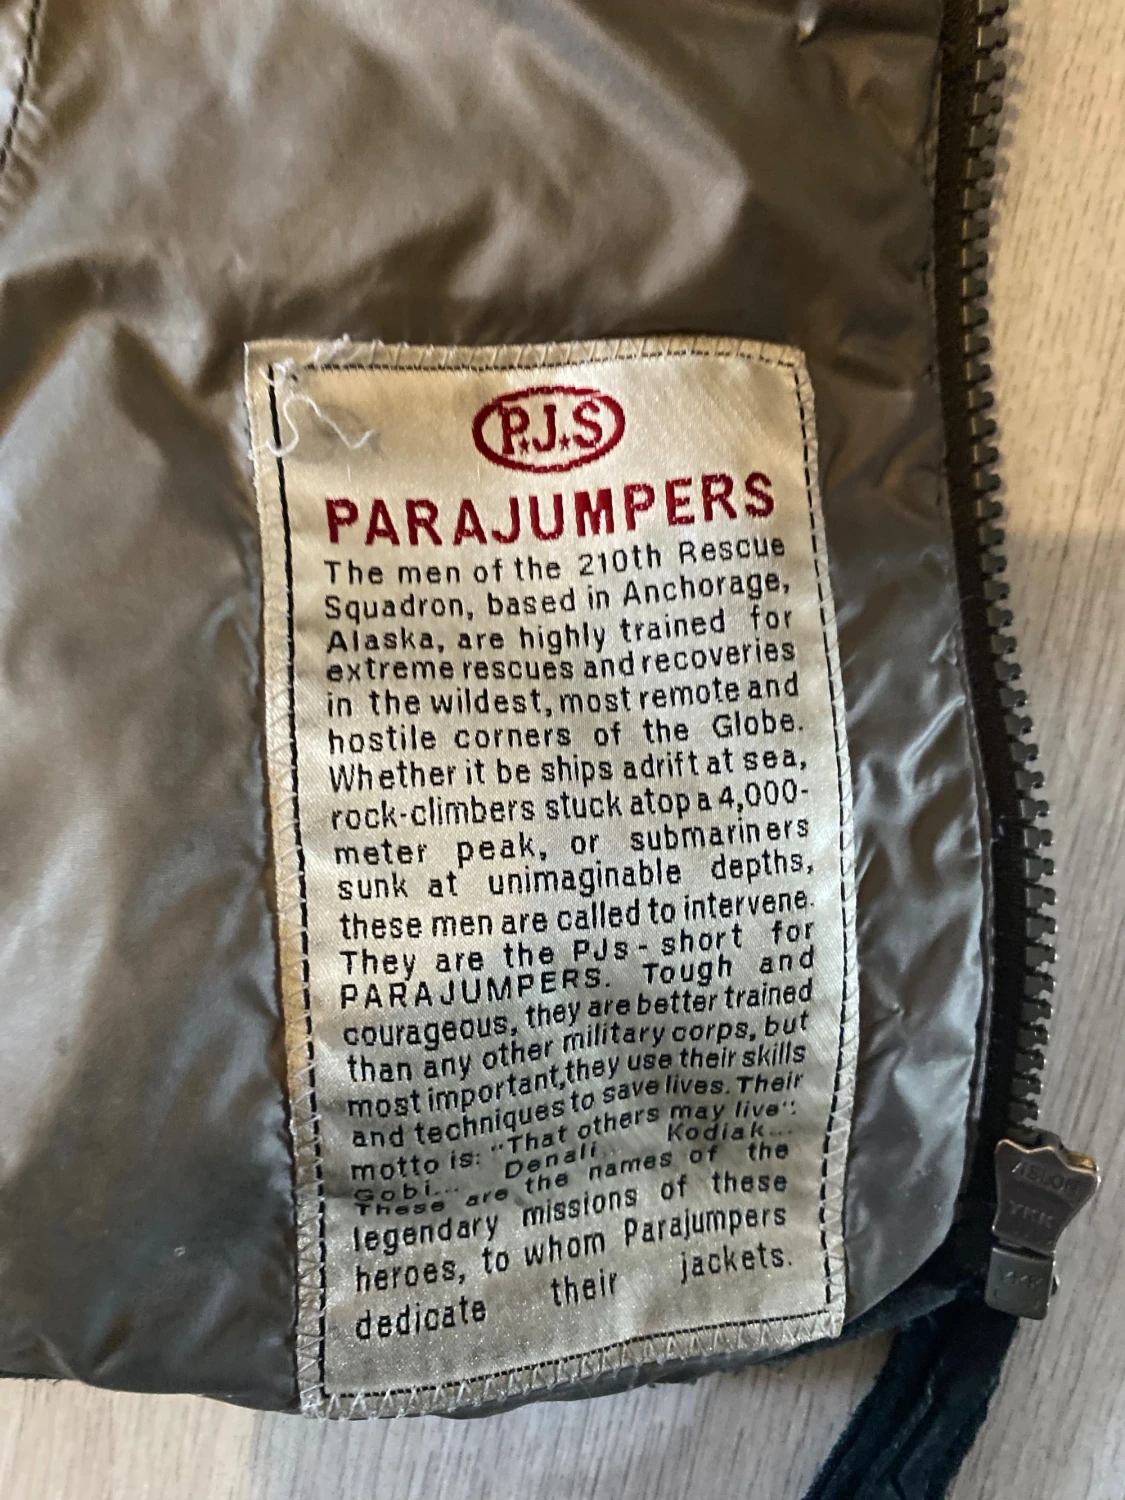 P.J.S
PARAJUMPERS
The men of the 210th Rescue
Squadron, based in Anchorage,
Alaska, are highly trained for
extreme rescues and recoveries
in the wildest, most remote and
hostile corners of the Globe.
Whether it be ships adrift at sea,
rock-climbers stuck atop a 4,000-
meter peak, or submariners
sunk at unimaginable depths,
these men are called to intervene.
They are the PJs - short for
PARAJUMPERS. Tough and
courageous, they are better trained
than any other military corps, but
most important,they use their skills
and techniques to save lives. Their
motto is: "That others may live":
Gobi... Denali... Kodiak...
These are the names of the
legendary missions of these
heroes, to whom Parajumpers
dedicate their jackets.
YKK